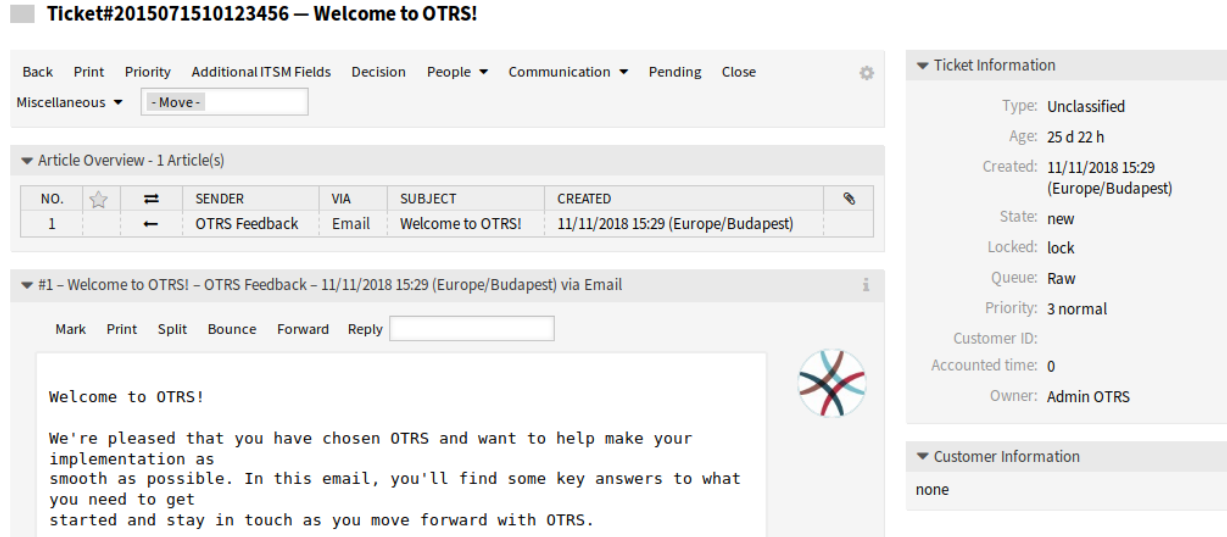 Ticket#2015071510123456 — Welcome to OTRS!
Back Print Priority Additional ITSM Fields Decision People Communication Pending Close
Miscellaneous - Move -
Article Overview - 1 Article(s)
NO. SENDER VIA SUBJECT CREATED
1 OTRS Feedback Email Welcome to OTRS! 11/11/2018 15:29 (Europe/Budapest)
#1 – Welcome to OTRS! – OTRS Feedback – 11/11/2018 15:29 (Europe/Budapest) via Email
Mark Print Split Bounce Forward Reply
Welcome to OTRS!
We're pleased that you have chosen OTRS and want to help make your
implementation as
smooth as possible. In this email, you'll find some key answers to what
you need to get
started and stay in touch as you move forward with OTRS.
Ticket Information
Type: Unclassified
Age: 25 d 22 h
Created: 11/11/2018 15:29
(Europe/Budapest)
State: new
Locked: lock
Queue: Raw
Priority: 3 normal
Customer ID:
Accounted time: 0
Owner: Admin OTRS
Customer Information
none